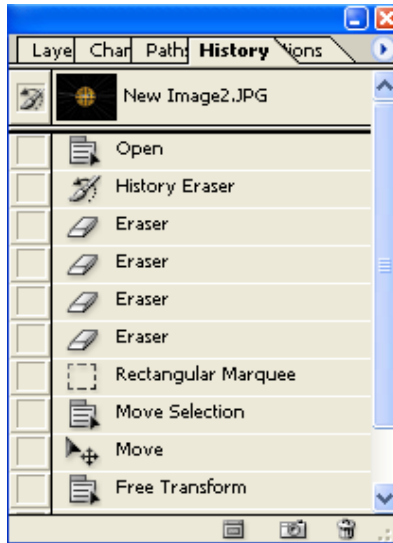 Laye Char Paths History tions
New Image2.JPG
Open
History Eraser
Eraser
Eraser
Eraser
Eraser
Rectangular Marquee
Move Selection
Move
Free Transform